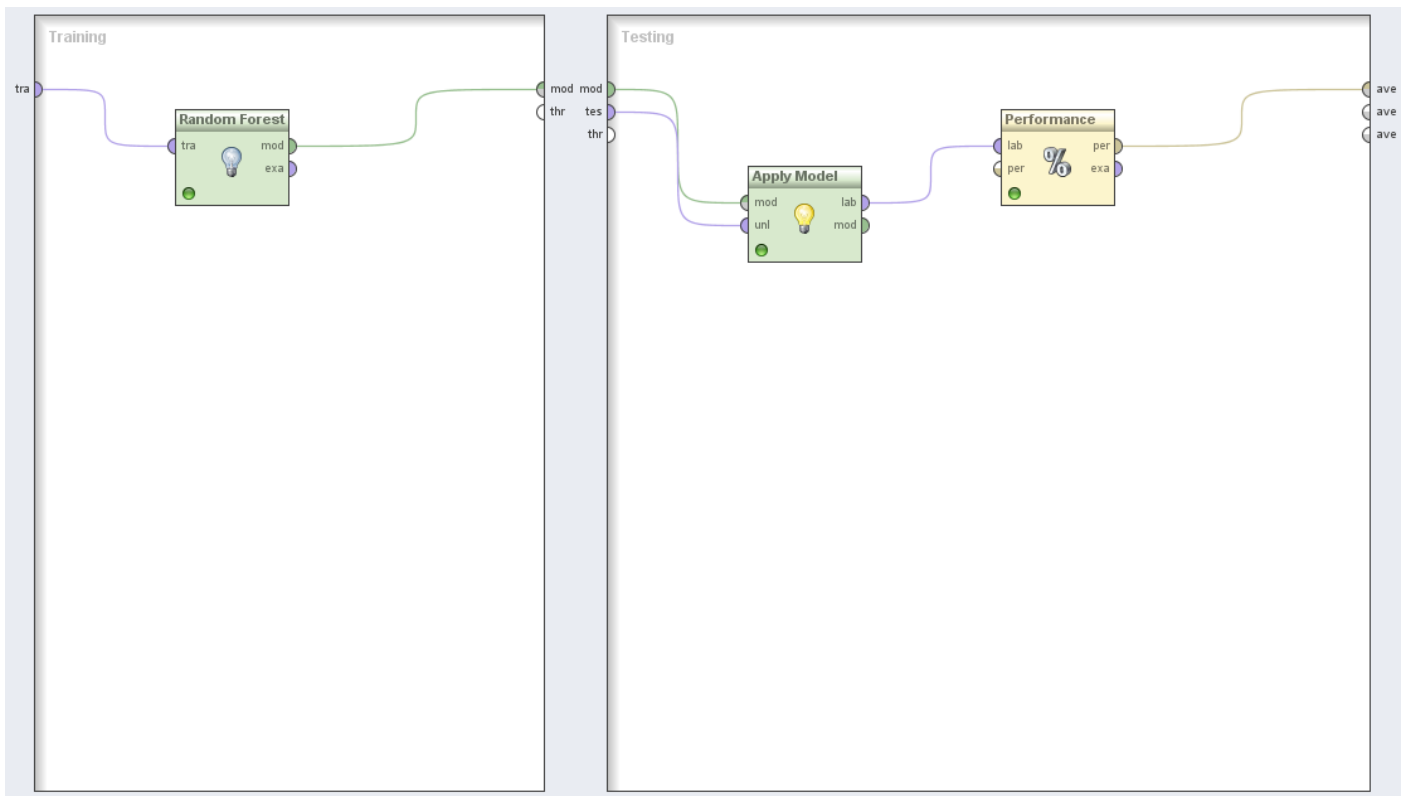 Training
tra
Random Forest
tra
mod
exa
mod
thr
Testing
mod
tes
thr
Apply Model
mod
lab
unl
mod
Performance
lab
per
per
exa
ave
ave
ave